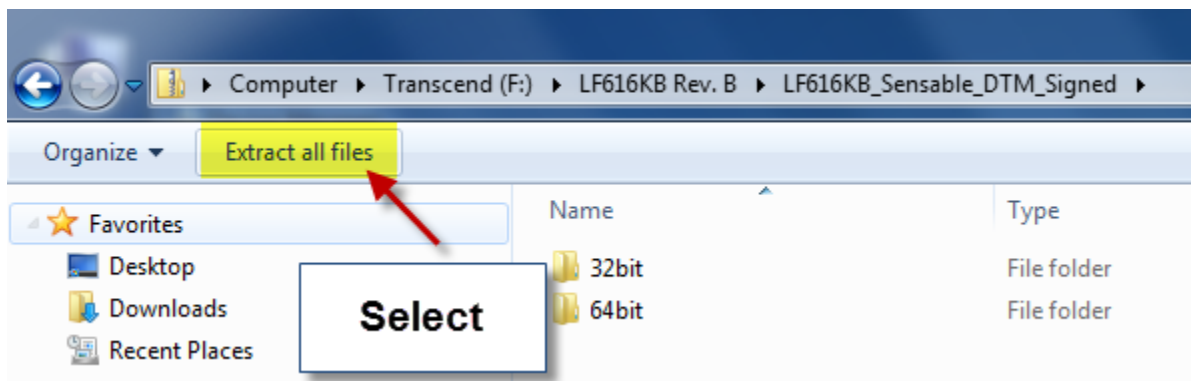 Computer Transcend (F:) LF616KB Rev. B LF616KB_Sensable_DTM_Signed
Organize Extract all files
Name Type
Favorites
Desktop
Downloads
Recent Places
32bit File folder
64bit File folder
Select